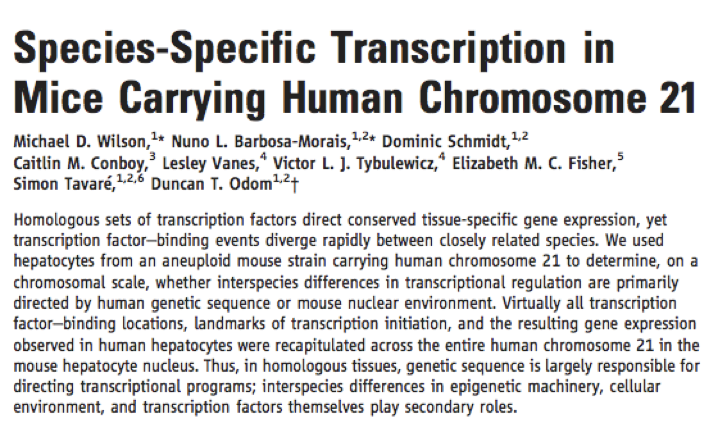 Species-Specific Transcription in
Mice Carrying Human Chromosome 21
Michael D. Wilson,1* Nuno L. Barbosa-Morais,1,2* Dominic Schmidt,1,2
Caitlin M. Conboy,3 Lesley Vanes,4 Victor L. J. Tybulewicz,4 Elizabeth M. C. Fisher,5
Simon Tavaré,1,2,6 Duncan T. Odom1,2†
Homologous sets of transcription factors direct conserved tissue-specific gene expression, yet
transcription factor–binding events diverge rapidly between closely related species. We used
hepatocytes from an aneuploid mouse strain carrying human chromosome 21 to determine, on a
chromosomal scale, whether interspecies differences in transcriptional regulation are primarily
directed by human genetic sequence or mouse nuclear environment. Virtually all transcription
factor–binding locations, landmarks of transcription initiation, and the resulting gene expression
observed in human hepatocytes were recapitulated across the entire human chromosome 21 in the
mouse hepatocyte nucleus. Thus, in homologous tissues, genetic sequence is largely responsible for
directing transcriptional programs; interspecies differences in epigenetic machinery, cellular
environment, and transcription factors themselves play secondary roles.